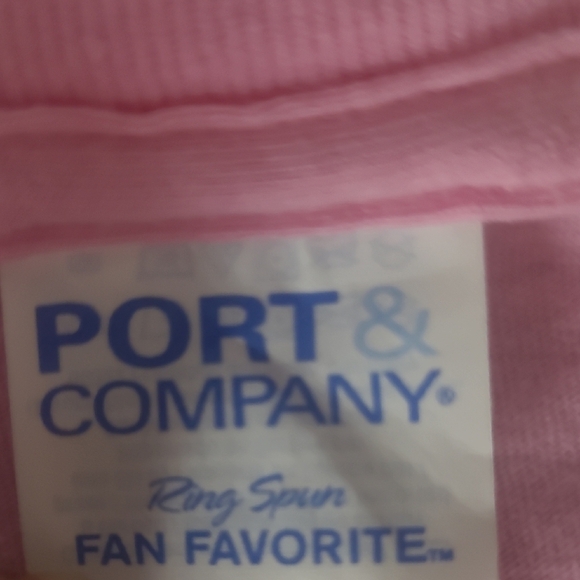 PORT &
COMPANY®
Ring Spun
FAN FAVORITE™